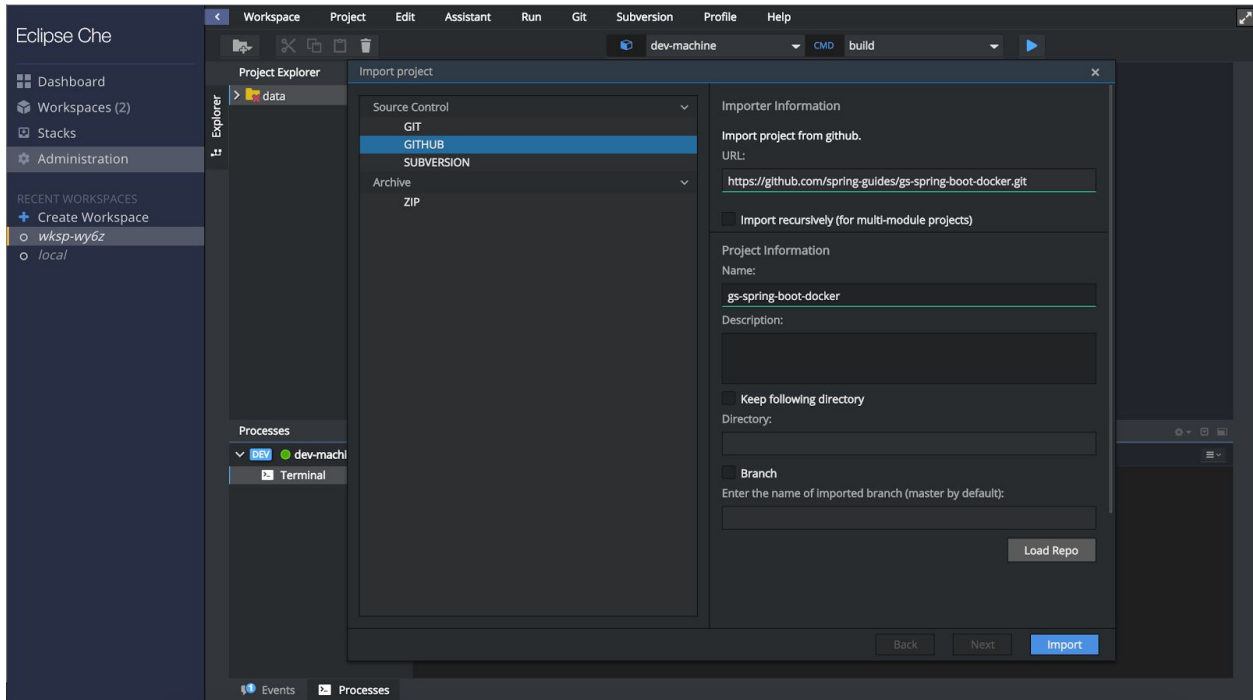 Eclipse Che
Dashboard
Workspaces (2)
Stacks
Administration
RECENT WORKSPACES
Create Workspace
wksp-wy6z
local
Workspace Project Edit Assistant Run Git Subversion Profile Help
dev-machine CMD build
Project Explorer
data
Explorer
Import project
Source Control
GIT
GITHUB
SUBVERSION
Archive
ZIP
Importer Information
Import project from github.
URL:
https://github.com/spring-guides/gs-spring-boot-docker.git
Import recursively (for multi-module projects)
Project Information
Name:
gs-spring-boot-docker
Description:
Keep following directory
Directory:
Branch
Enter the name of imported branch (master by default):
Load Repo
Back Next Import
Processes
DEV dev-machi
Terminal
1 Events Processes